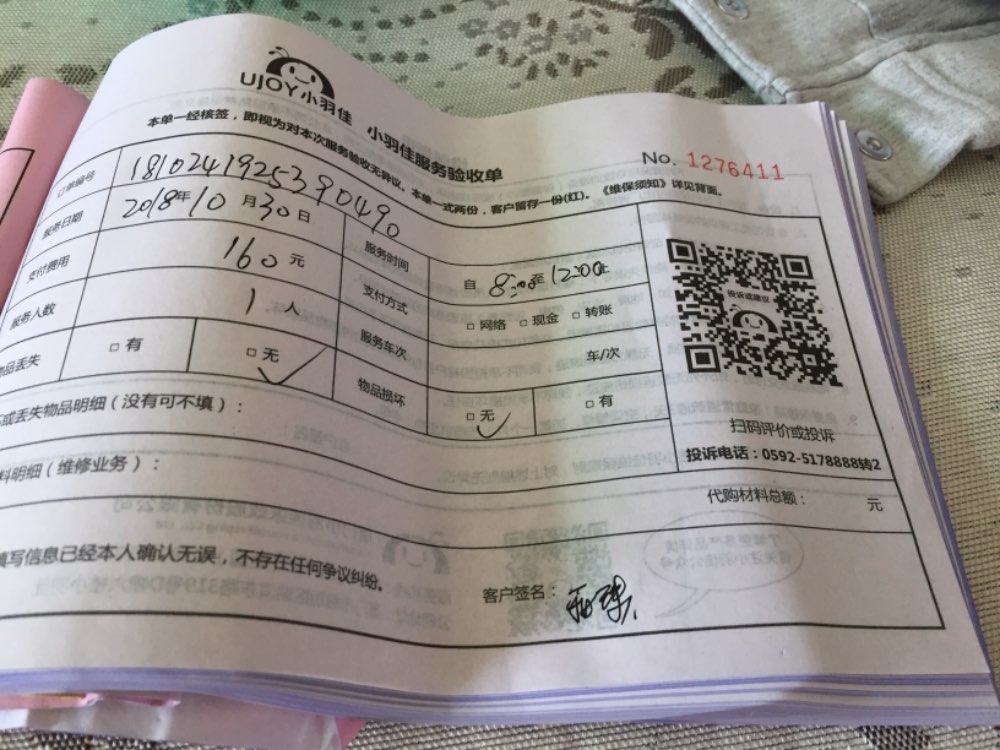 UJOY小羽佳 小羽佳服务验收单
本单一经核签，即视为对本次服务验收无异议。本单一式两份，客户留存一份(红)。《维保须知》详见背面。
No. 1276411
订单编号 1810241925390490
服务日期 2018年10月30日 服务时间 自 8:00至12:00止
支付费用 160 元 支付方式 □ 网络 □ 现金 □ 转账
服务人数 1 人 服务车次 车/次
物品丢失 □ 有 □ 无 ✓ 物品损坏 □ 无 ✓ □ 有
投诉或建议
扫码评价或投诉
投诉电话：0592-5178888转2
或丢失物品明细（没有可不填）：
料明细（维修业务）：
代购材料总额： 元
填写信息已经本人确认无误，不存在任何争议纠纷。
客户签名：